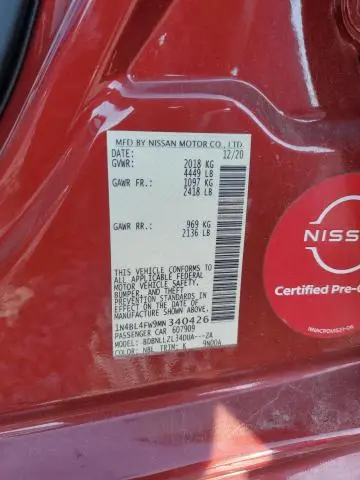 MFD BY NISSAN MOTOR CO., LTD.
DATE: 12/20
GVWR: 2018 KG
4449 LB
GAWR FR: 1097 KG
2418 LB
GAWR RR: 969 KG
2136 LB
THIS VEHICLE CONFORMS TO
ALL APPLICABLE FEDERAL
MOTOR VEHICLE SAFETY,
BUMPER, AND THEFT
PREVENTION STANDARDS IN
EFFECT ON THE DATE OF
MANUFACTURE SHOWN ABOVE.
1N4BL4FW9MN340426
PASSENGER CAR 607909
MODEL: BDBNLLZL34DUA---ZA
COLOR: NBL TRIM: K 9N00A
NISS
Certified Pre-